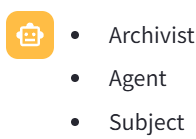 • Archivist
• Agent
• Subject